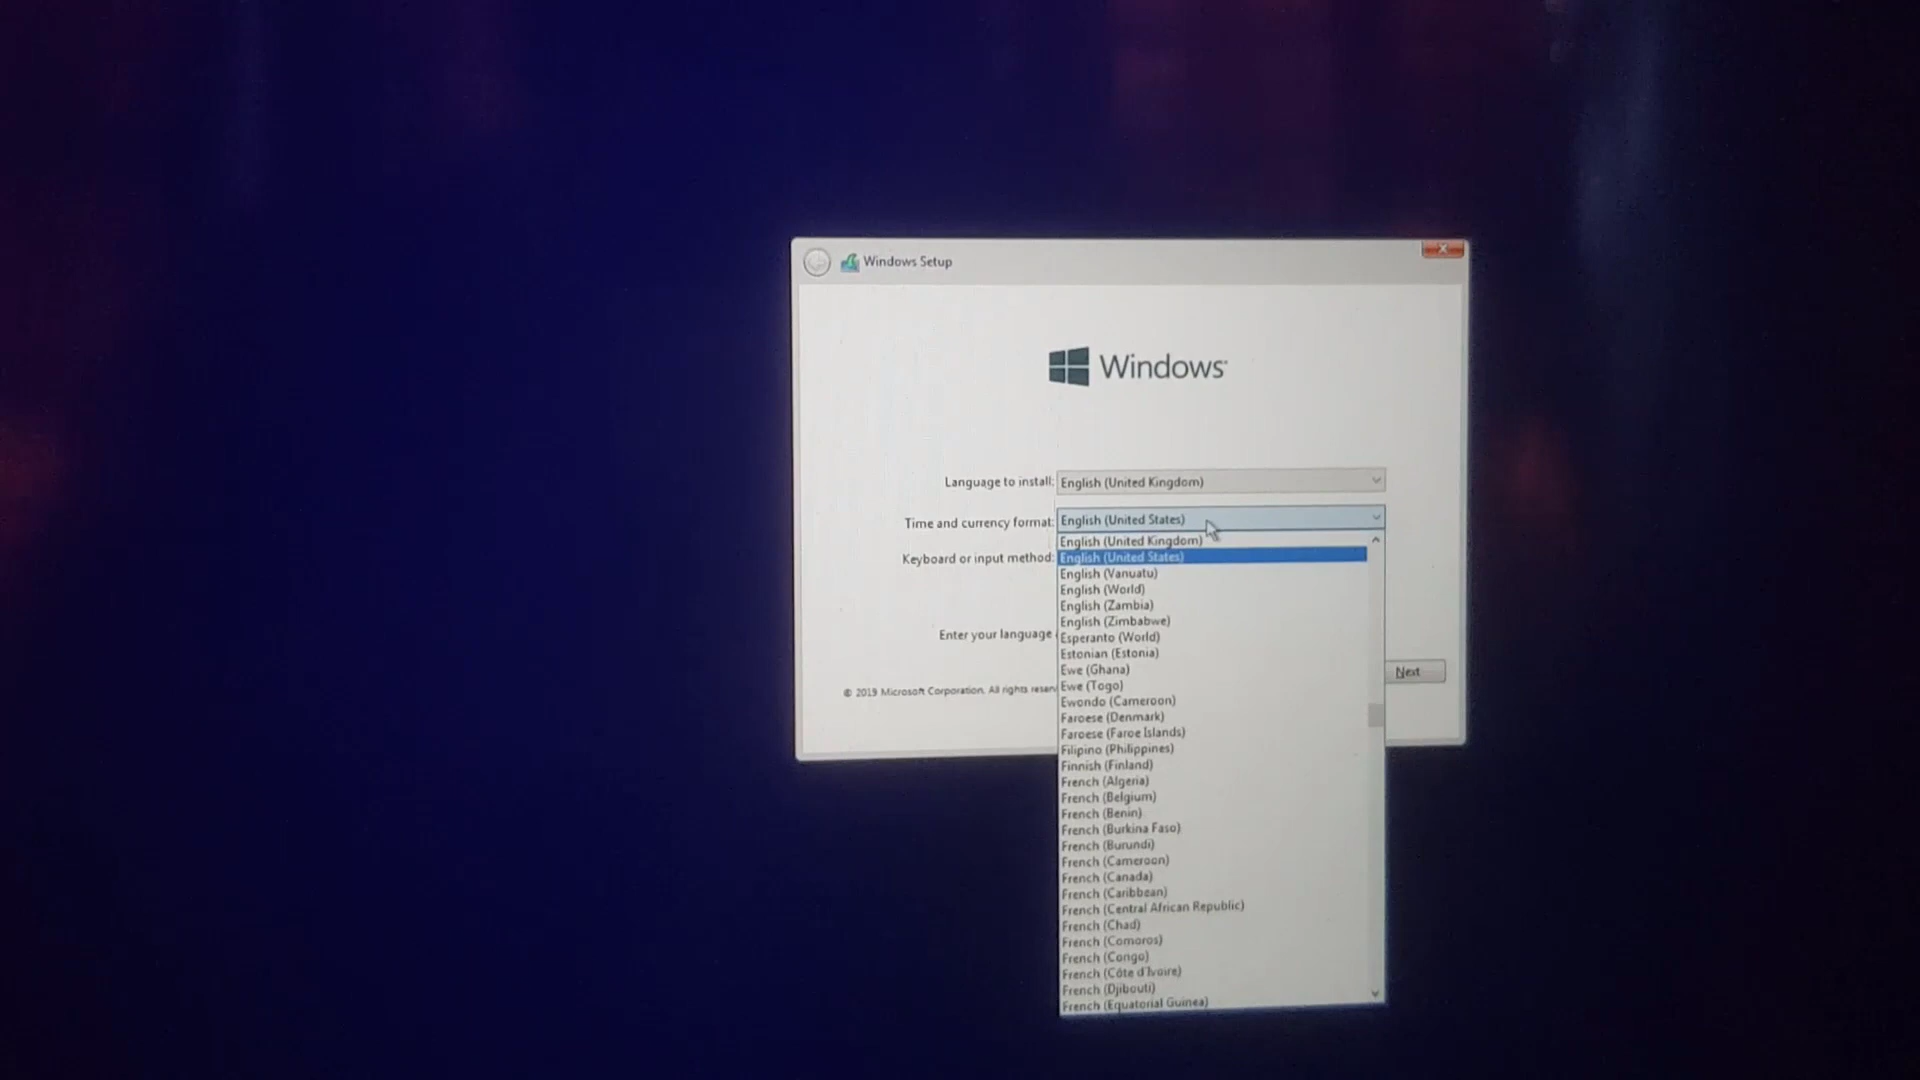 Windows Setup
Windows
Language to install: English (United Kingdom)
Time and currency format: English (United States)
English (United Kingdom)
Keyboard or input method: English (United States)
English (Vanuatu)
English (World)
English (Zambia)
English (Zimbabwe)
Enter your language Esperanto (World)
Estonian (Estonia)
Ewe (Ghana)
Next
Ewe (Togo)
© 2019 Microsoft Corporation. All rights reserv
Ewondo (Cameroon)
Faroese (Denmark)
Faroese (Faroe Islands)
Filipino (Philippines)
Finnish (Finland)
French (Algeria)
French (Belgium)
French (Benin)
French (Burkina Faso)
French (Burundi)
French (Cameroon)
French (Canada)
French (Caribbean)
French (Central African Republic)
French (Chad)
French (Comoros)
French (Congo)
French (Côte d'Ivoire)
French (Djibouti)
French (Equatorial Guinea)